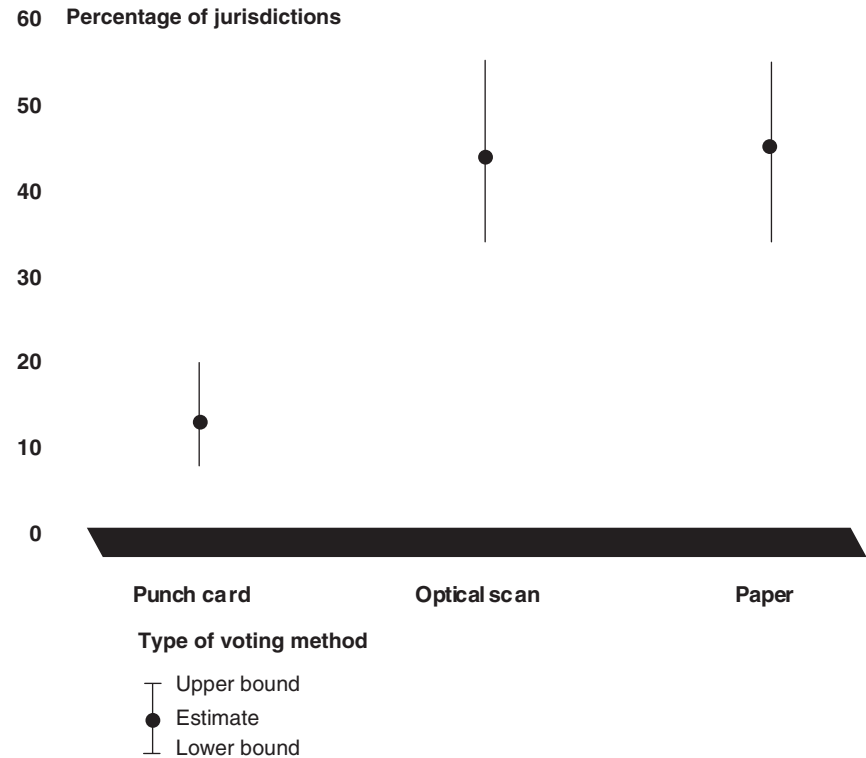 60 Percentage of jurisdictions
50
40
30
20
10
0
Punch card Optical scan Paper
Type of voting method
Upper bound
Estimate
Lower bound